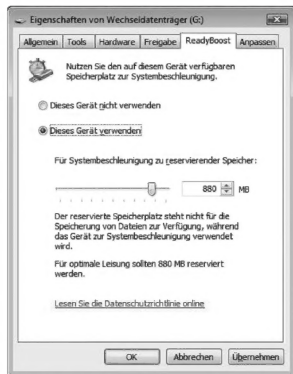 Eigenschaften von Wechseldatenträger (G:)
Allgemein Tools Hardware Freigabe ReadyBoost Anpassen
Nutzen Sie den auf diesem Gerät verfügbaren
Speicherplatz zur Systembeschleunigung.
Dieses Gerät nicht verwenden
Dieses Gerät verwenden
Für Systembeschleunigung zu reservierender Speicher:
880 MB
Der reservierte Speicherplatz steht nicht für die
Speicherung von Dateien zur Verfügung, während
das Gerät zur Systembeschleunigung verwendet
wird.
Für optimale Leisung sollten 880 MB reserviert
werden.
Lesen Sie die Datenschutzrichtlinie online
OK Abbrechen Übernehmen